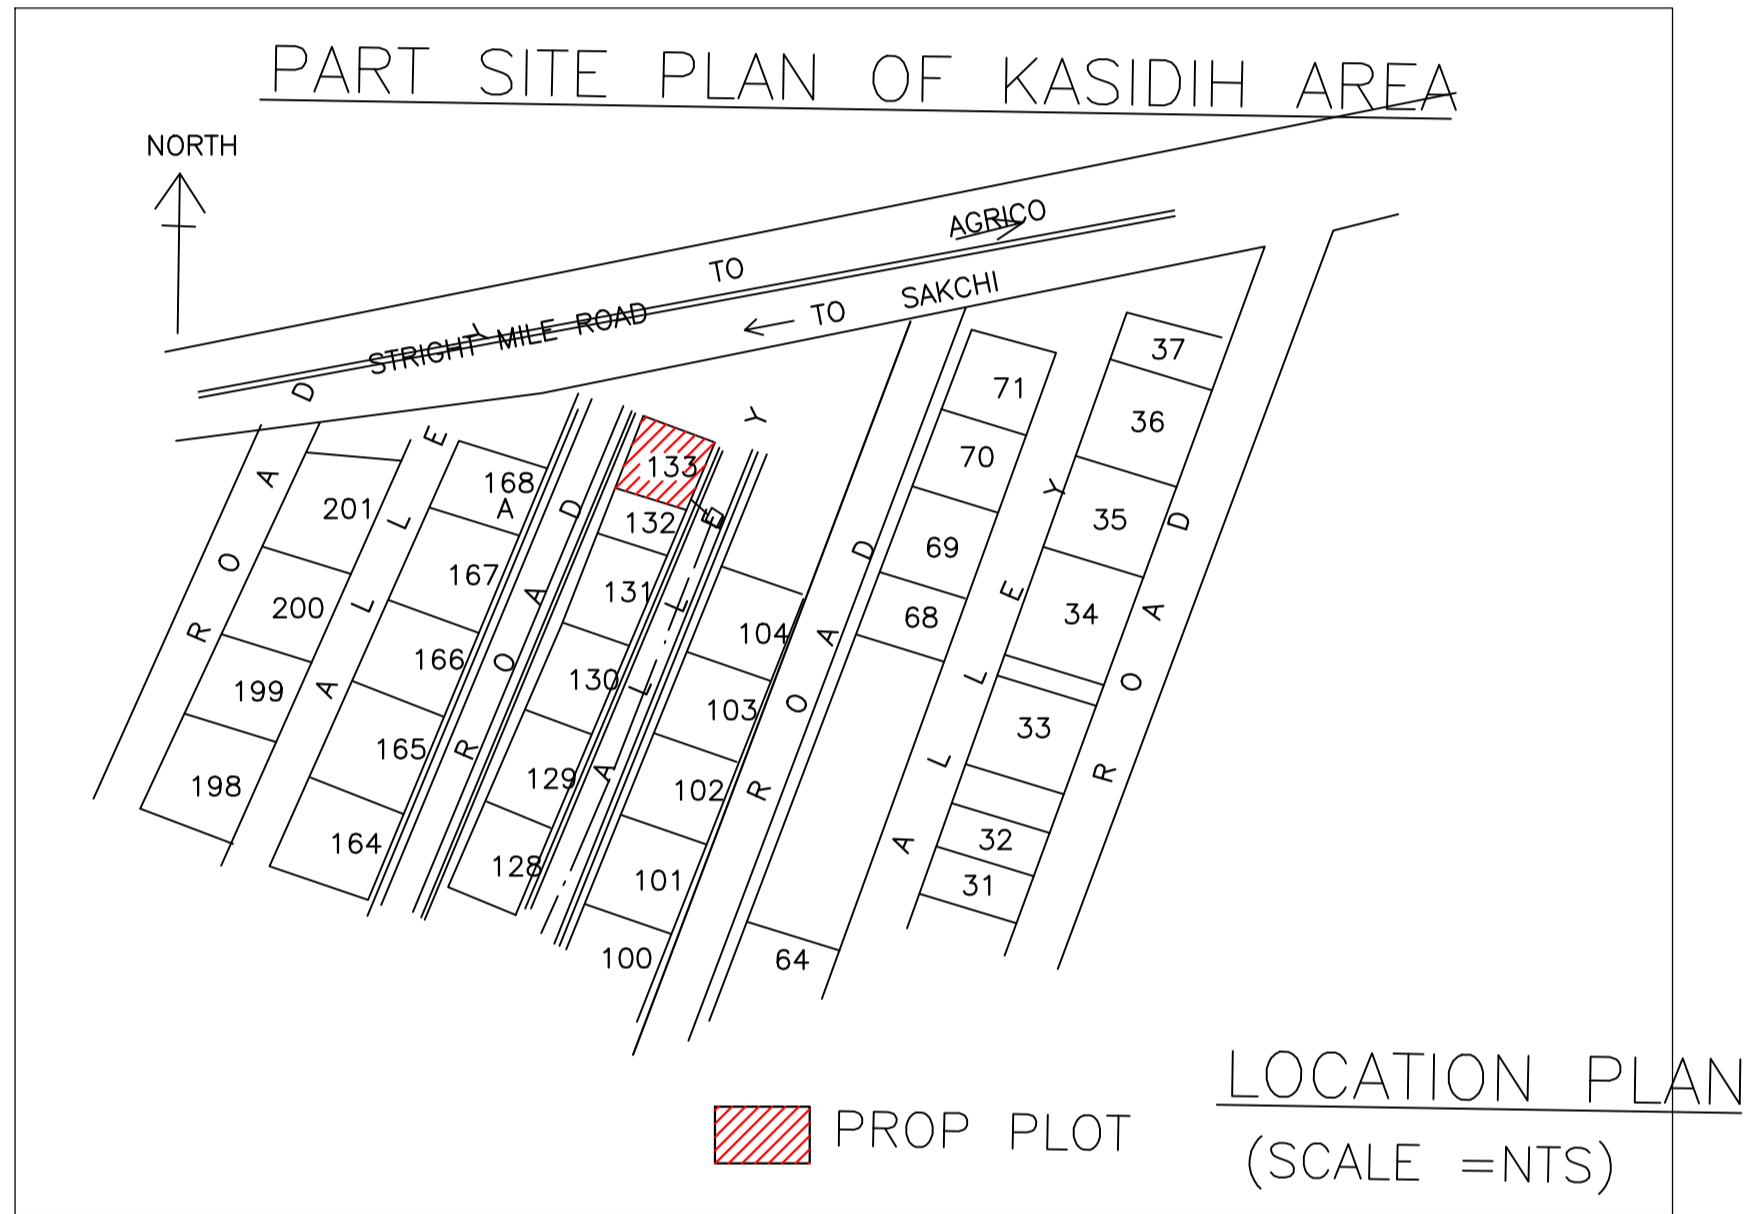 PART SITE PLAN OF KASIDIH AREA
NORTH
AGRICO
TO
SAKCHI
TO
STRIGHT MILE ROAD
ROAD
201
200
199
198
ALLE
168
A
167
166
165
164
ROAD
133
132
131
130
129
128
ALLEY
104
103
102
101
100
ROAD
71
70
69
68
64
ALLEY
37
36
35
34
33
32
31
ROAD
PROP PLOT
LOCATION PLAN
(SCALE =NTS)